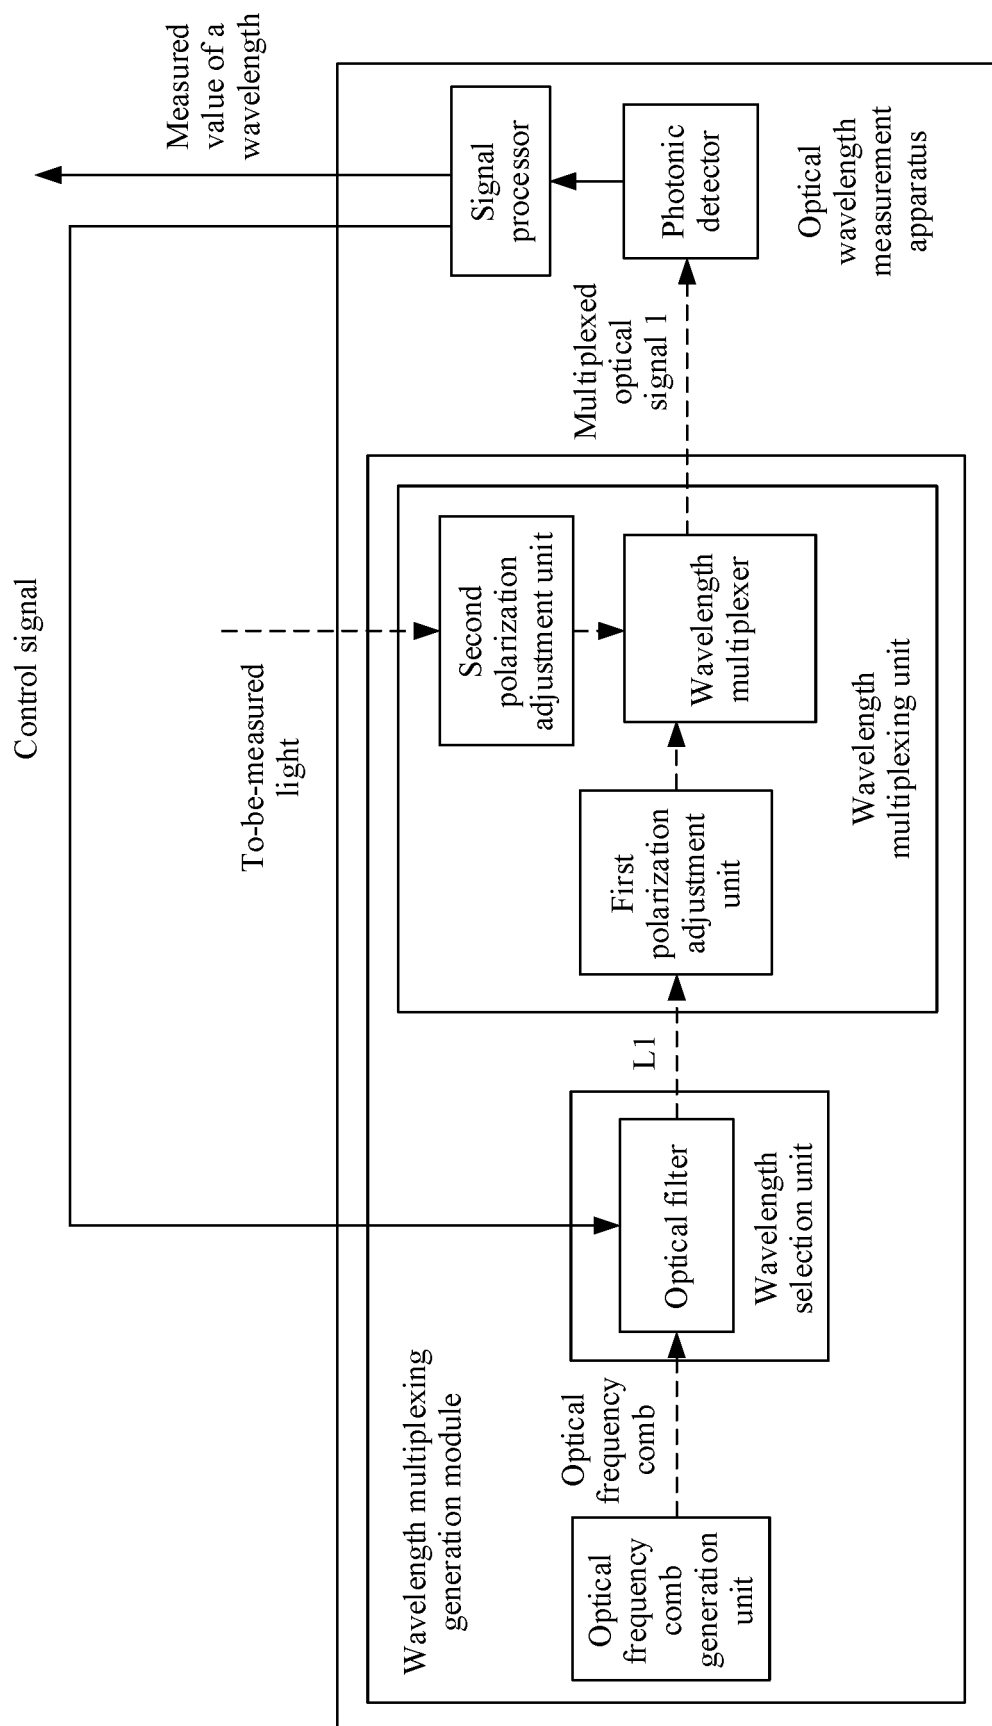 Control signal
Measured
value of a
wavelength
To-be-measured
light
Wavelength multiplexing
generation module
Optical
frequency
comb
generation
unit
Optical
frequency
comb
Optical filter
Wavelength
selection unit
L1
First
polarization
adjustment
unit
Second
polarization
adjustment unit
Wavelength
multiplexer
Wavelength
multiplexing unit
Multiplexed
optical
signal 1
Signal
processor
Photonic
detector
Optical
wavelength
measurement
apparatus